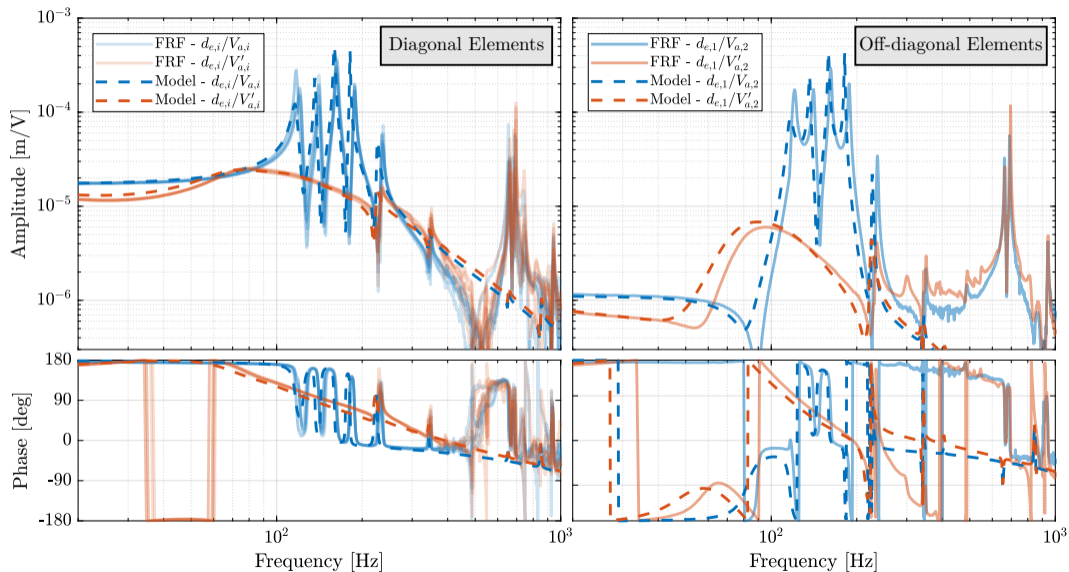 10^{-3}
10^{-4}
10^{-5}
10^{-6}
Amplitude [m/V]
FRF - d_{e,i}/V_{a,i}
FRF - d_{e,i}/V'_{a,i}
Model - d_{e,i}/V_{a,i}
Model - d_{e,i}/V'_{a,i}
Diagonal Elements
FRF - d_{e,1}/V_{a,2}
FRF - d_{e,1}/V'_{a,2}
Model - d_{e,1}/V_{a,2}
Model - d_{e,1}/V'_{a,2}
Off-diagonal Elements
180
90
0
-90
-180
Phase [deg]
10^2
10^3
Frequency [Hz]
10^2
10^3
Frequency [Hz]